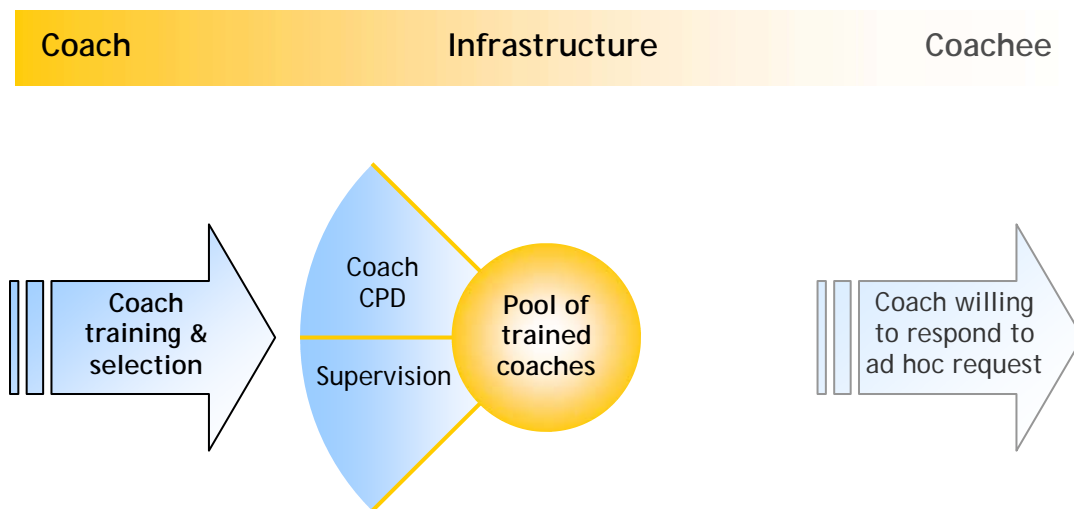 Coach Infrastructure Coachee
Coach
training &
selection
Coach
CPD
Supervision
Pool of
trained
coaches
Coach willing
to respond to
ad hoc request